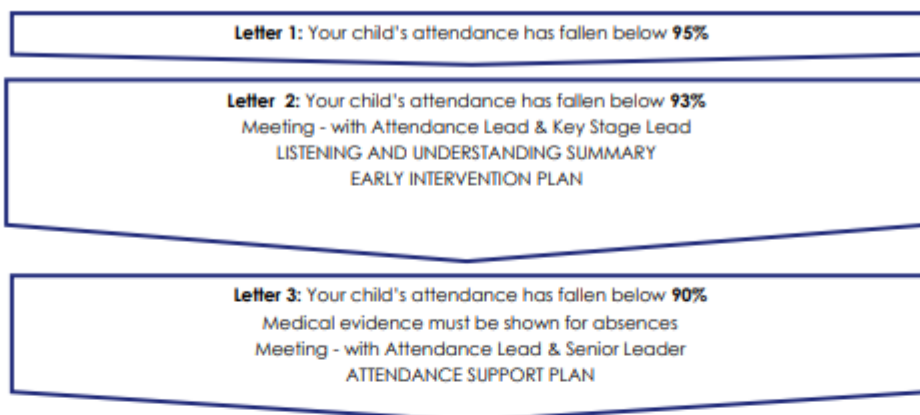 Letter 1: Your child's attendance has fallen below 95%
Letter 2: Your child's attendance has fallen below 93%
Meeting - with Attendance Lead & Key Stage Lead
LISTENING AND UNDERSTANDING SUMMARY
EARLY INTERVENTION PLAN
Letter 3: Your child's attendance has fallen below 90%
Medical evidence must be shown for absences
Meeting - with Attendance Lead & Senior Leader
ATTENDANCE SUPPORT PLAN